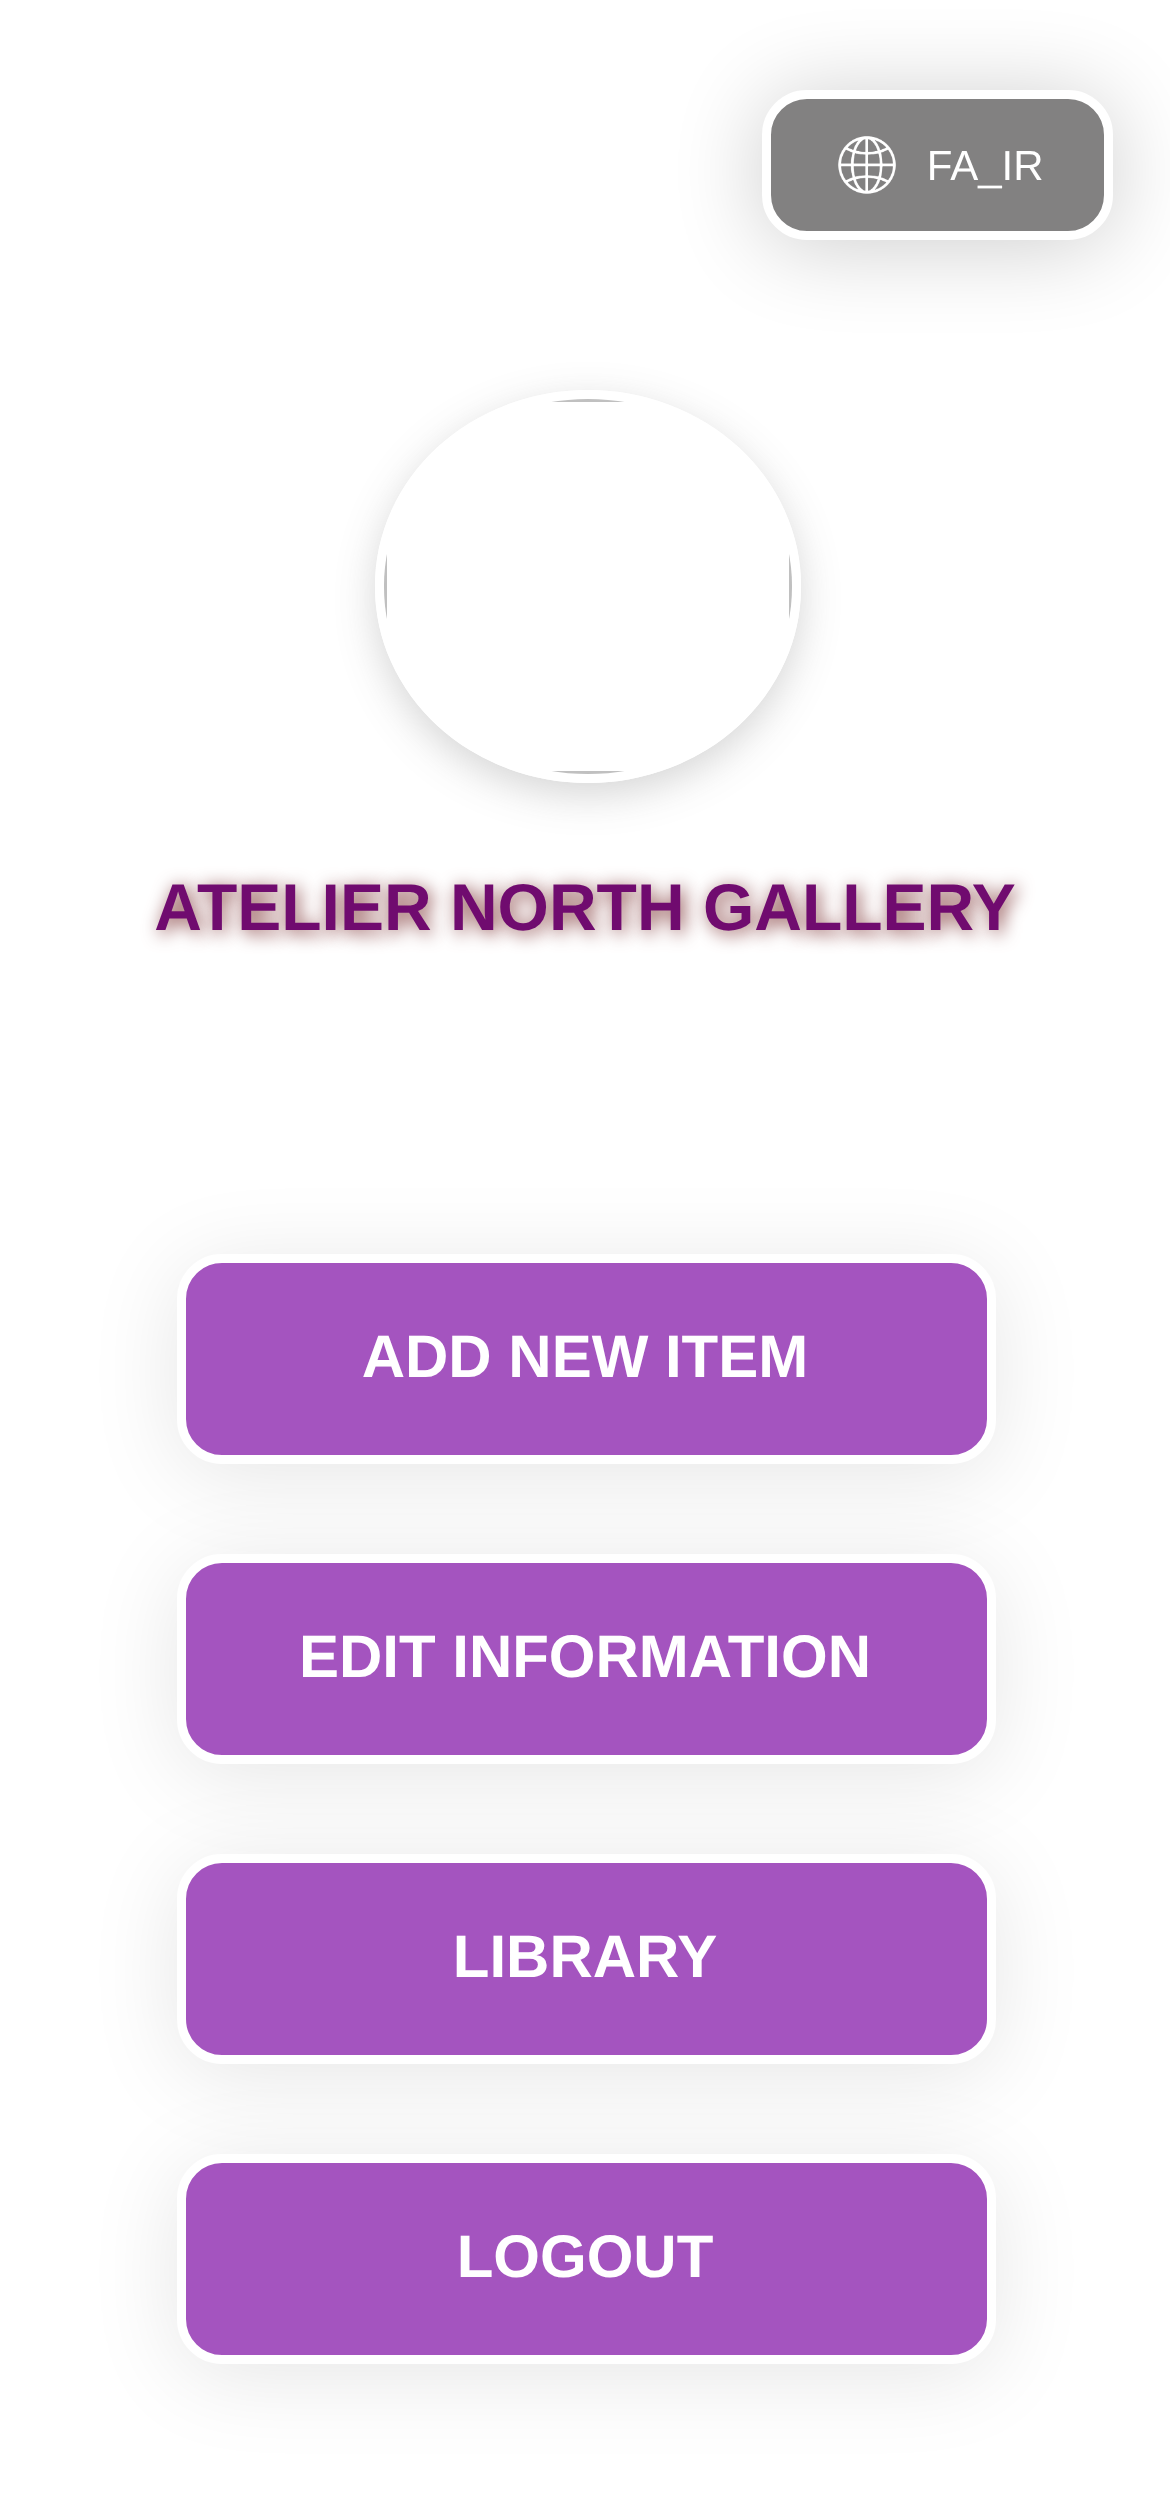 FA_IR
ATELIER NORTH GALLERY
ADD NEW ITEM
EDIT INFORMATION
LIBRARY
LOGOUT